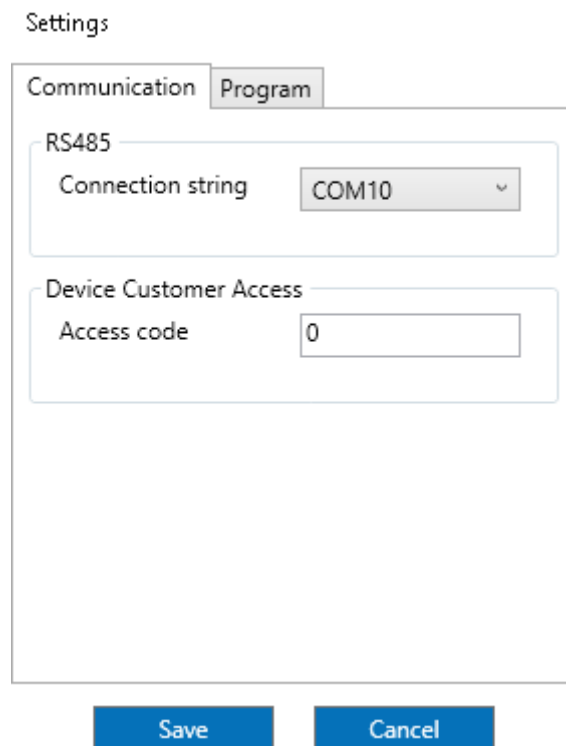 Settings
Communication Program
RS485
Connection string COM10
Device Customer Access
Access code 0
Save Cancel